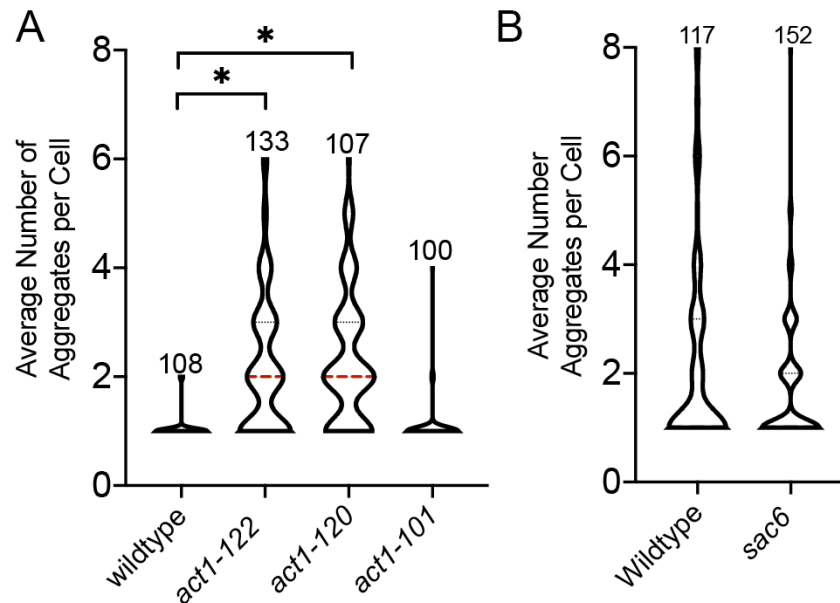 A
Average Number of
Aggregates per Cell
8
6
4
2
0
*
*
108
133
107
100
wildtype
act1-122
act1-120
act1-101
B
Average Number
Aggregates per Cell
8
6
4
2
0
117
152
Wildtype
sac6